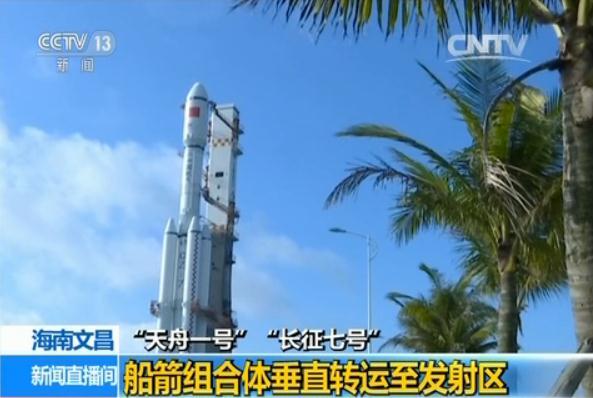 CCTV 13
新闻
CNTV
海南文昌
“天舟一号” “长征七号”
新闻直播间
船箭组合体垂直转运至发射区